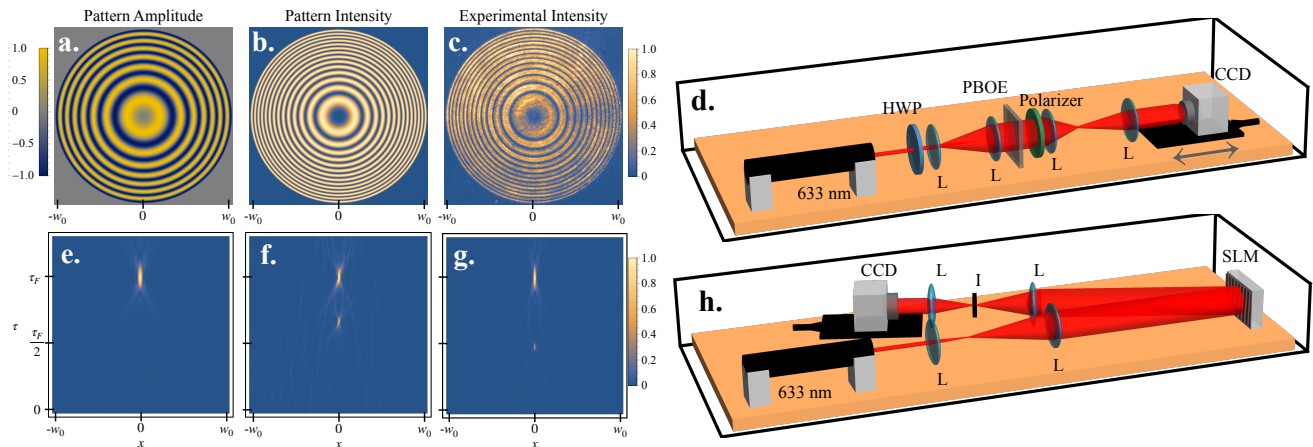 Pattern Amplitude Pattern Intensity Experimental Intensity
a. b. c.
1.0
0.5
0
−0.5
−1.0
1.0
0.8
0.6
0.4
0.2
0
-w₀ 0 w₀ -w₀ 0 w₀ -w₀ 0 w₀
e. f. g.
τF
τ
τF
2
0
1.0
0.8
0.6
0.4
0.2
0
-w₀ 0 w₀ -w₀ 0 w₀ -w₀ 0 w₀
x x x
d.
CCD
PBOE
Polarizer
HWP
L L L L
633 nm
h.
SLM
CCD
L I L
L L
633 nm